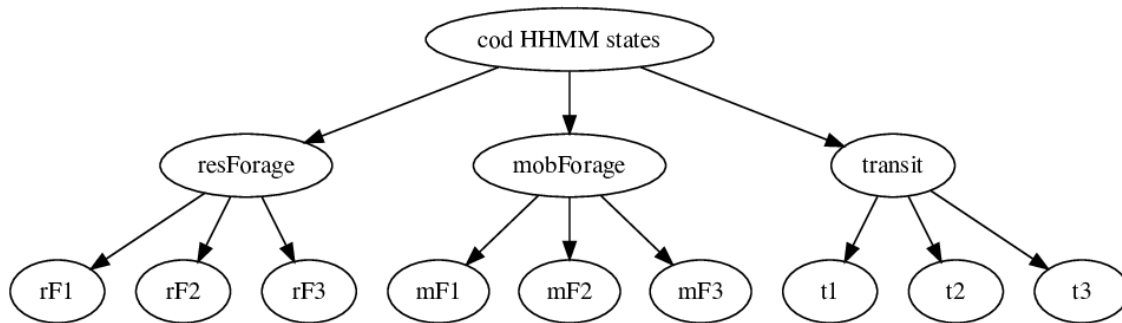 cod HHMM states
resForage
mobForage
transit
rF1
rF2
rF3
mF1
mF2
mF3
t1
t2
t3